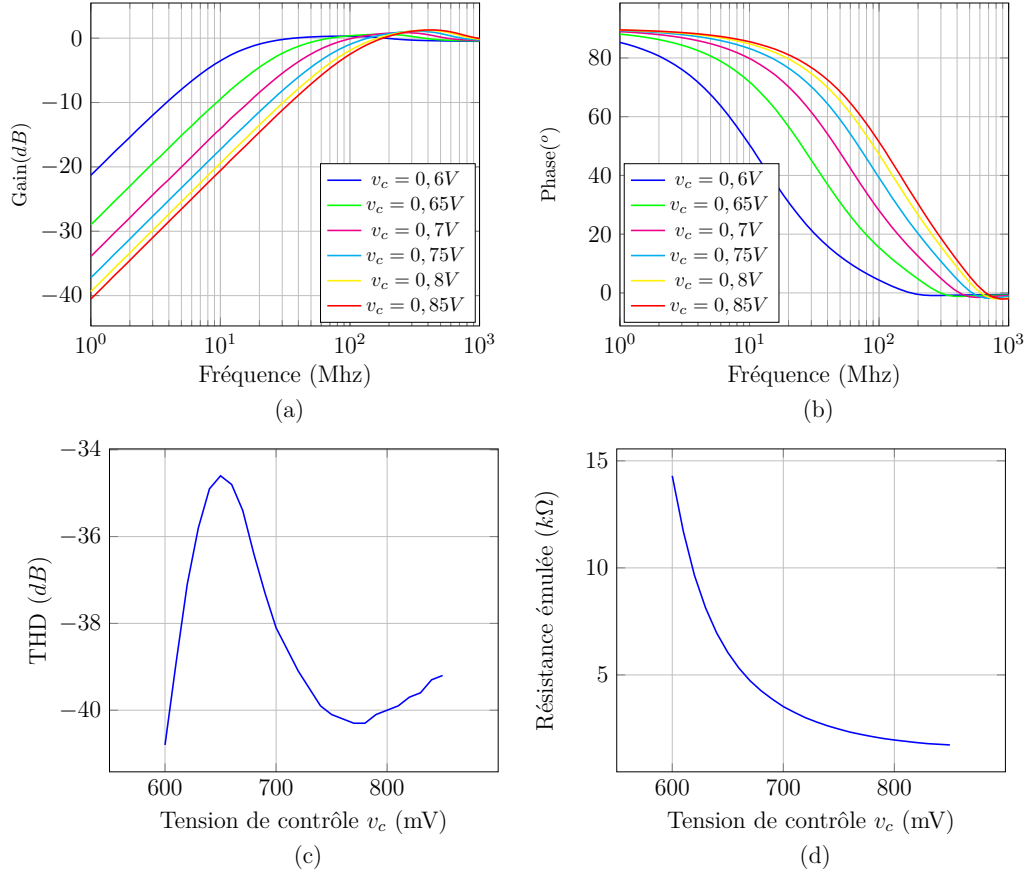 0
−10
−20
−30
−40
Gain(dB)
v_c = 0, 6V
v_c = 0, 65V
v_c = 0, 7V
v_c = 0, 75V
v_c = 0, 8V
v_c = 0, 85V
10^0 10^1 10^2 10^3
Fréquence (Mhz)
(a)
80
60
40
20
0
Phase(^o)
v_c = 0, 6V
v_c = 0, 65V
v_c = 0, 7V
v_c = 0, 75V
v_c = 0, 8V
v_c = 0, 85V
10^0 10^1 10^2 10^3
Fréquence (Mhz)
(b)
−34
−36
−38
−40
THD (dB)
600 700 800
Tension de contrôle v_c (mV)
(c)
15
10
5
Résistance émulée (kΩ)
600 700 800
Tension de contrôle v_c (mV)
(d)